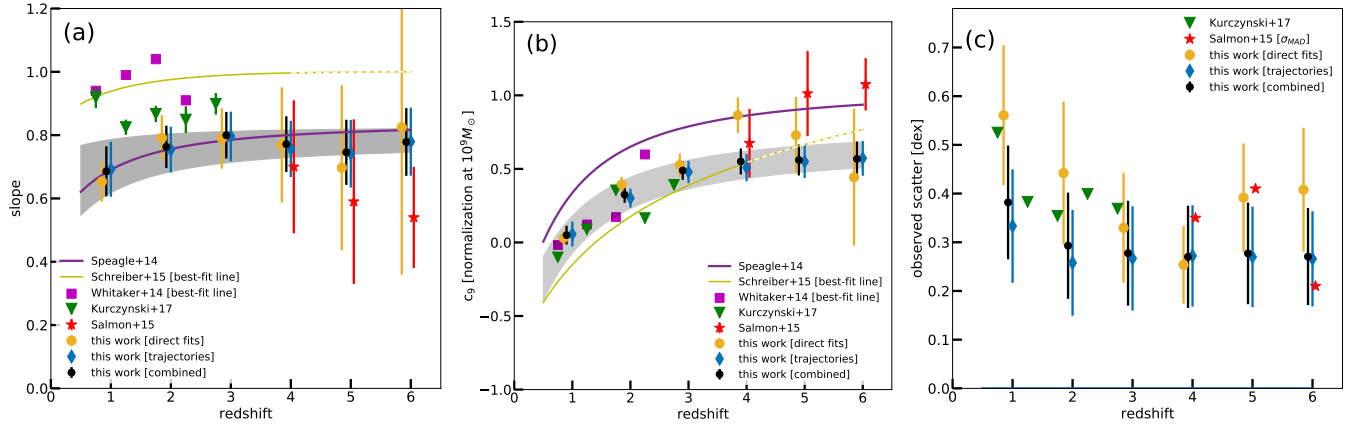 (a)
slope
1.2
1.0
0.8
0.6
0.4
0.2
0.0
Speagle+14
Schreiber+15 [best-fit line]
Whitaker+14 [best-fit line]
Kurczynski+17
Salmon+15
this work [direct fits]
this work [trajectories]
this work [combined]
0 1 2 3 4 5 6
redshift
(b)
c₉ [normalization at 10⁹M⊙]
1.5
1.0
0.5
0.0
−0.5
−1.0
Speagle+14
Schreiber+15 [best-fit line]
Whitaker+14 [best-fit line]
Kurczynski+17
Salmon+15
this work [direct fits]
this work [trajectories]
this work [combined]
0 1 2 3 4 5 6
redshift
(c)
observed scatter [dex]
0.7
0.6
0.5
0.4
0.3
0.2
0.1
0.0
Kurczynski+17
Salmon+15 [σMAD]
this work [direct fits]
this work [trajectories]
this work [combined]
0 1 2 3 4 5 6
redshift